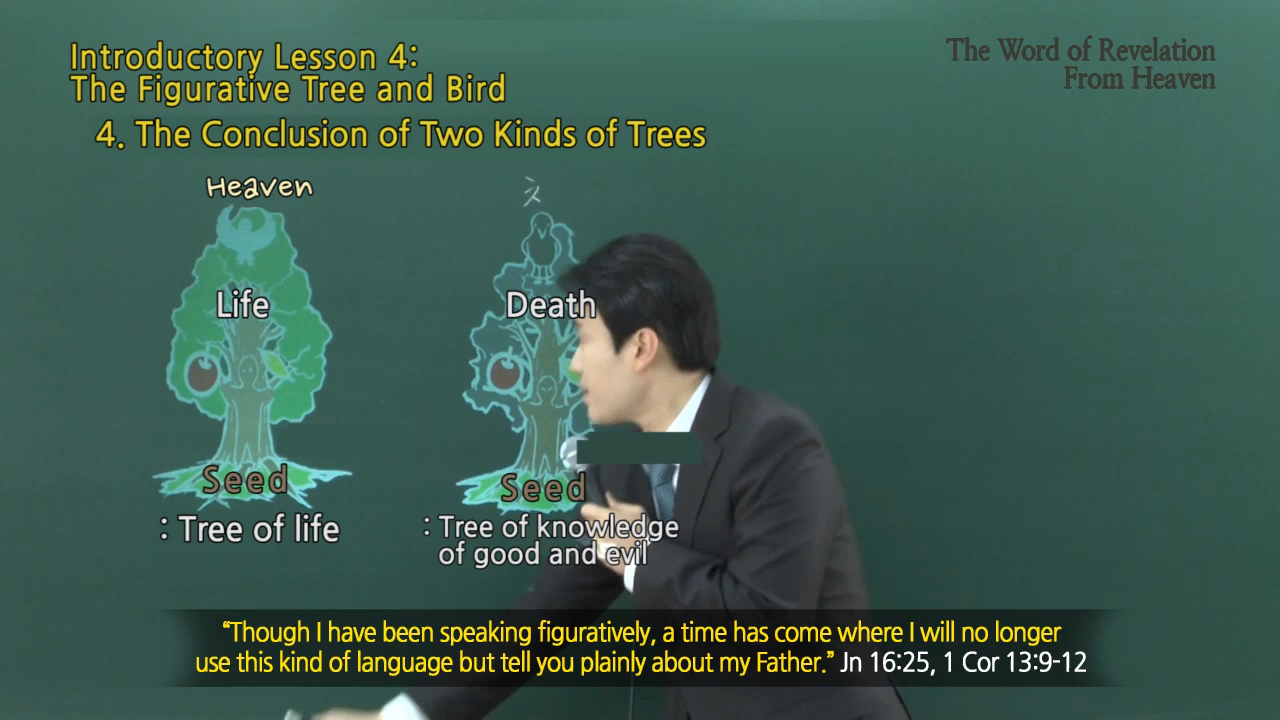 Introductory Lesson 4:
The Figurative Tree and Bird
The Word of Revelation
From Heaven
4. The Conclusion of Two Kinds of Trees
Heaven
Life
Death
Seed
Seed
: Tree of life
: Tree of knowledge
of good and evil
“Though I have been speaking figuratively, a time has come where I will no longer
use this kind of language but tell you plainly about my Father.” Jn 16:25, 1 Cor 13:9-12